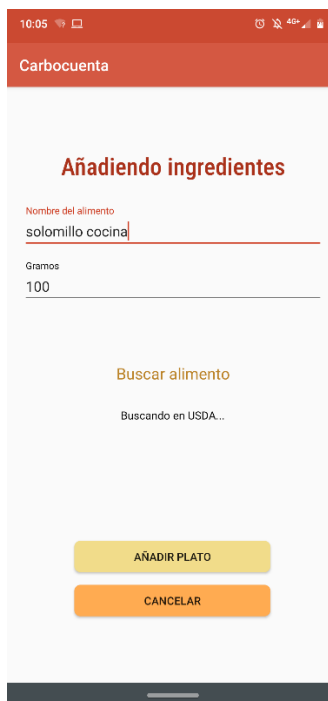 10:05 4G+
Carbocuenta
Añadiendo ingredientes
Nombre del alimento
solomillo cocina
Gramos
100
Buscar alimento
Buscando en USDA...
AÑADIR PLATO
CANCELAR